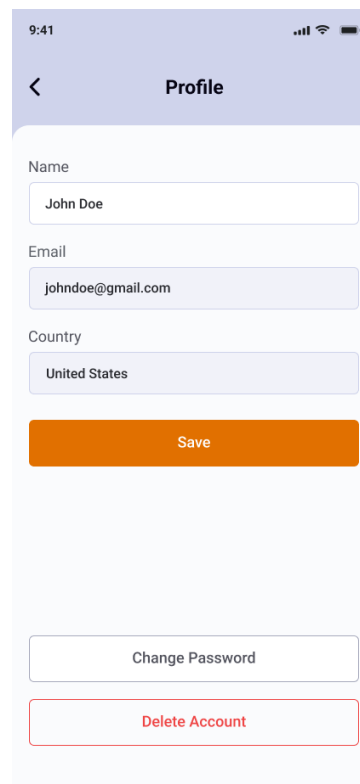 9:41
Profile
Name
John Doe
Email
johndoe@gmail.com
Country
United States
Save
Change Password
Delete Account